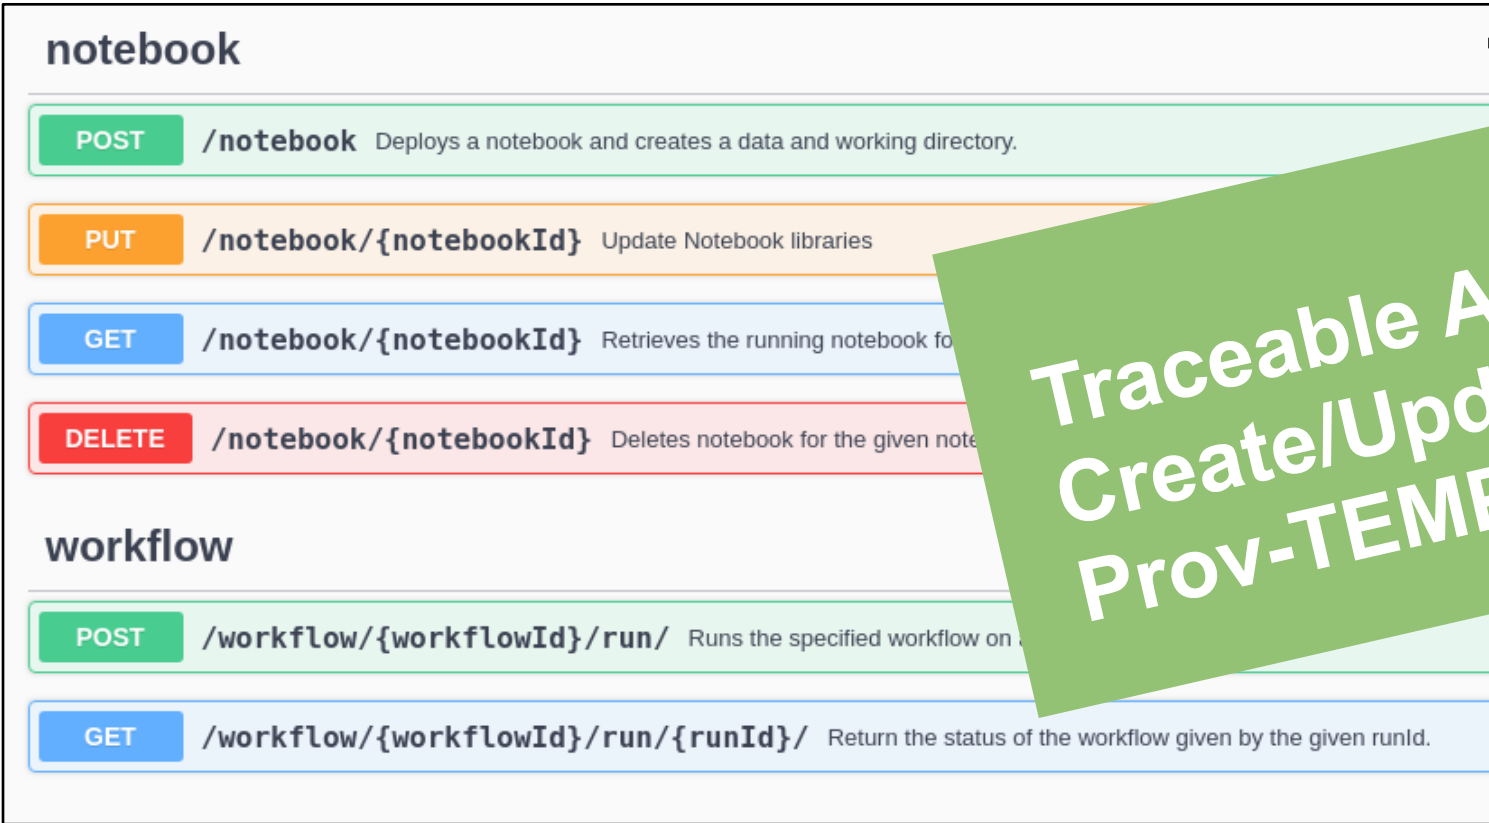 notebook
POST /notebook Deploys a notebook and creates a data and working directory.
PUT /notebook/{notebookId} Update Notebook libraries
GET /notebook/{notebookId} Retrieves the running notebook
DELETE /notebook/{notebookId} Deletes notebook for the given
workflow
POST /workflow/{workflowId}/run/ Runs the specified workflow on
GET /workflow/{workflowId}/run/{runId}/ Return the status of the workflow given by the given runId.
Traceable
Create/Upd
Prov-TEM